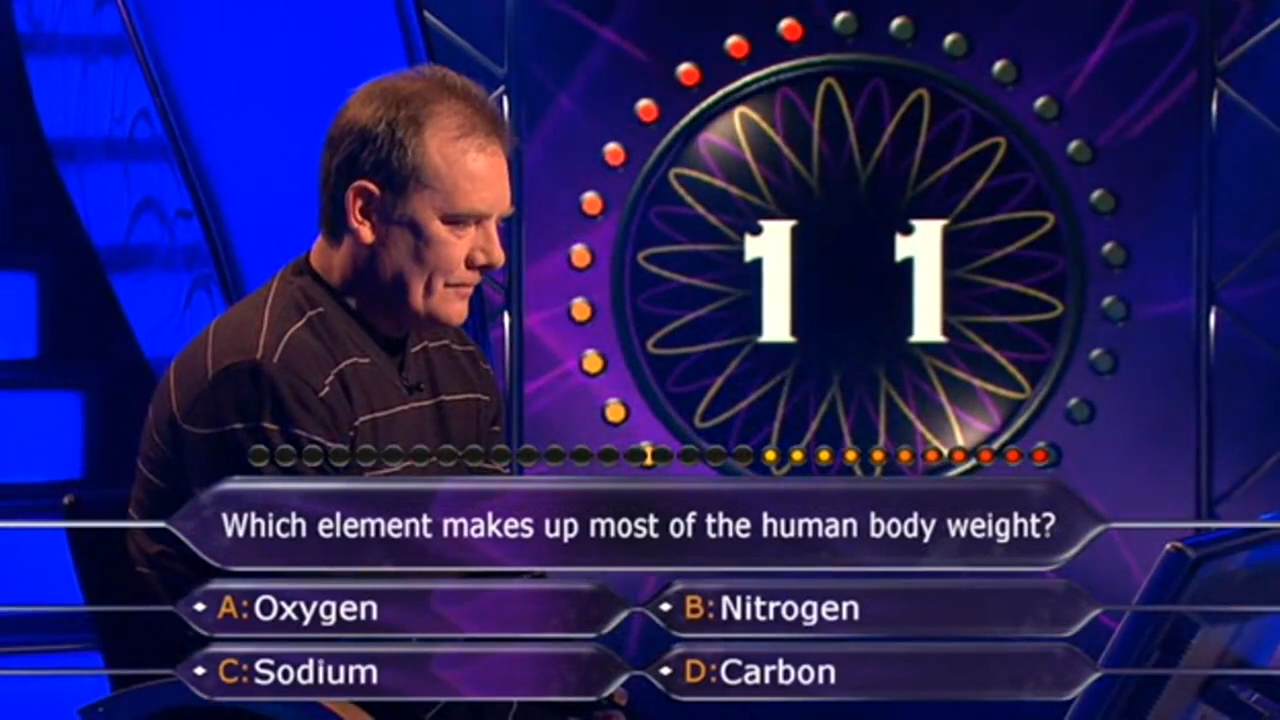 11
Which element makes up most of the human body weight?
A: Oxygen
B: Nitrogen
C: Sodium
D: Carbon